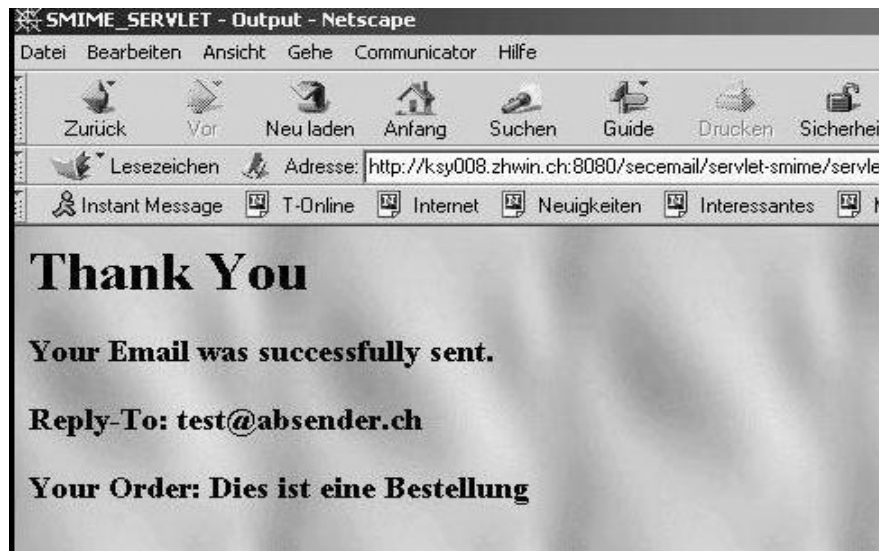 SMIME_SERVLET - Output - Netscape
Datei Bearbeiten Ansicht Gehe Communicator Hilfe
Zurück Vor Neu laden Anfang Suchen Guide Drucken
Lesezeichen Adresse: http://ksy008.zhwin.ch:8080/secemail/servlet-smime/servle
Instant Message T-Online Internet Neuigkeiten Interessantes
Thank You
Your Email was successfully sent.
Reply-To: test@absender.ch
Your Order: Dies ist eine Bestellung